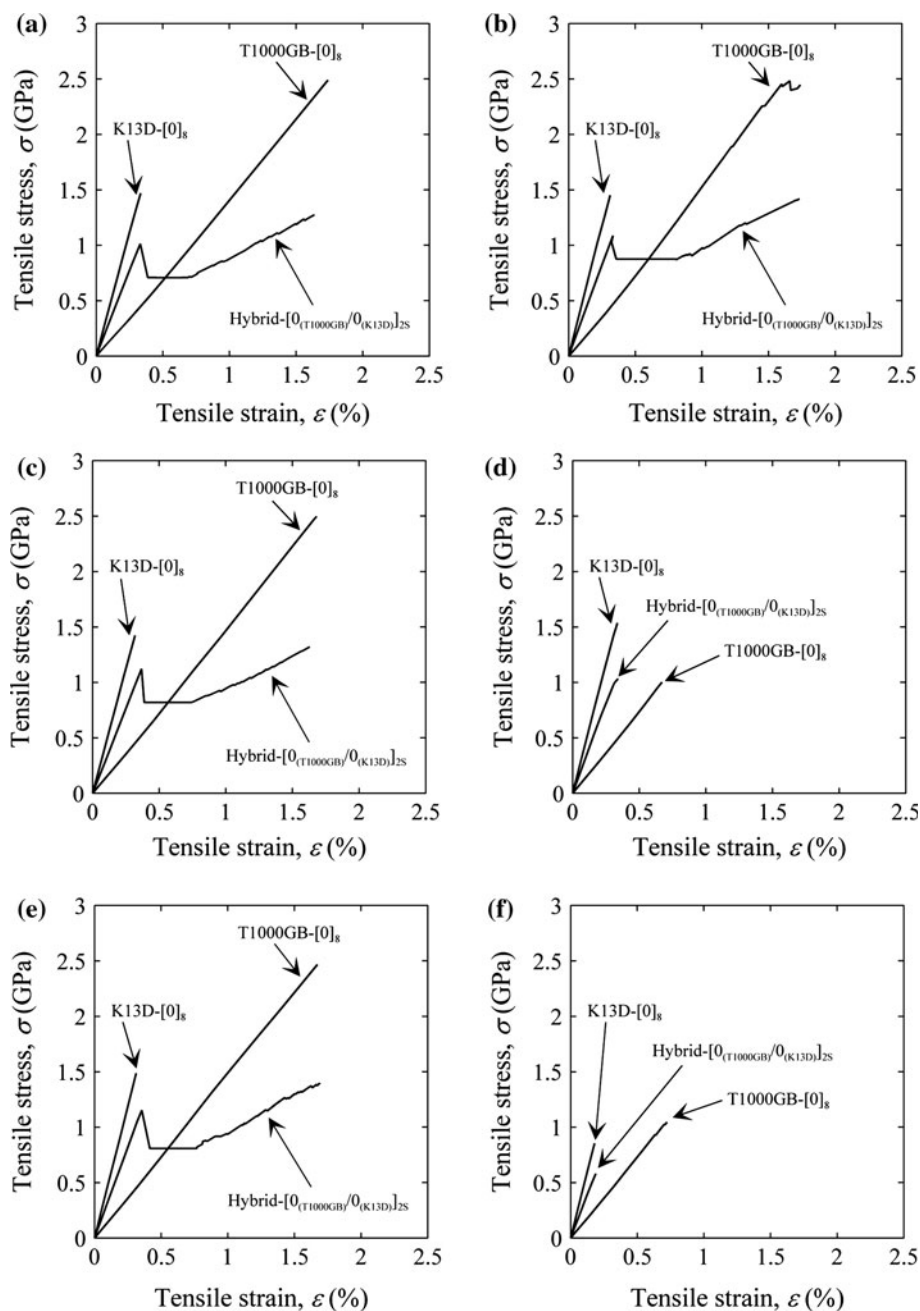 (a)
3
2.5
2
1.5
1
0.5
0
Tensile stress, σ (GPa)
T1000GB-[0]₈
K13D-[0]₈
Hybrid-[0₍T1000GB₎/0₍K13D₎]₂S
0 0.5 1 1.5 2 2.5
Tensile strain, ε (%)
(b)
3
2.5
2
1.5
1
0.5
0
Tensile stress, σ (GPa)
T1000GB-[0]₈
K13D-[0]₈
Hybrid-[0₍T1000GB₎/0₍K13D₎]₂S
0 0.5 1 1.5 2 2.5
Tensile strain, ε (%)
(c)
3
2.5
2
1.5
1
0.5
0
Tensile stress, σ (GPa)
T1000GB-[0]₈
K13D-[0]₈
Hybrid-[0₍T1000GB₎/0₍K13D₎]₂S
0 0.5 1 1.5 2 2.5
Tensile strain, ε (%)
(d)
3
2.5
2
1.5
1
0.5
0
Tensile stress, σ (GPa)
K13D-[0]₈
Hybrid-[0₍T1000GB₎/0₍K13D₎]₂S
T1000GB-[0]₈
0 0.5 1 1.5 2 2.5
Tensile strain, ε (%)
(e)
3
2.5
2
1.5
1
0.5
0
Tensile stress, σ (GPa)
T1000GB-[0]₈
K13D-[0]₈
Hybrid-[0₍T1000GB₎/0₍K13D₎]₂S
0 0.5 1 1.5 2 2.5
Tensile strain, ε (%)
(f)
3
2.5
2
1.5
1
0.5
0
Tensile stress, σ (GPa)
K13D-[0]₈
Hybrid-[0₍T1000GB₎/0₍K13D₎]₂S
T1000GB-[0]₈
0 0.5 1 1.5 2 2.5
Tensile strain, ε (%)